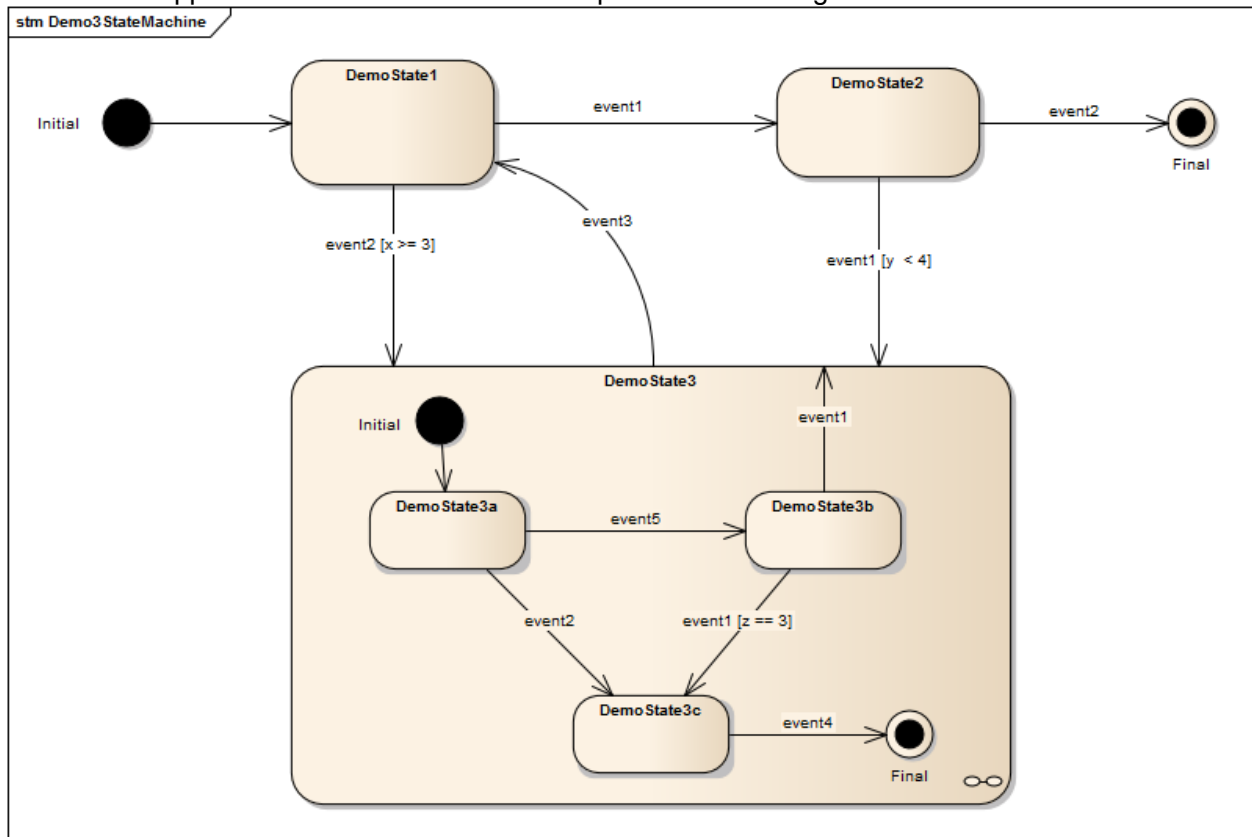 stm Demo3StateMachine
DemoState1
DemoState2
Initial
event1
event2
Final
event3
event2 [x >= 3]
event1 [y < 4]
DemoState3
Initial
event1
DemoState3a
DemoState3b
event5
event2
event1 [z == 3]
DemoState3c
event4
Final